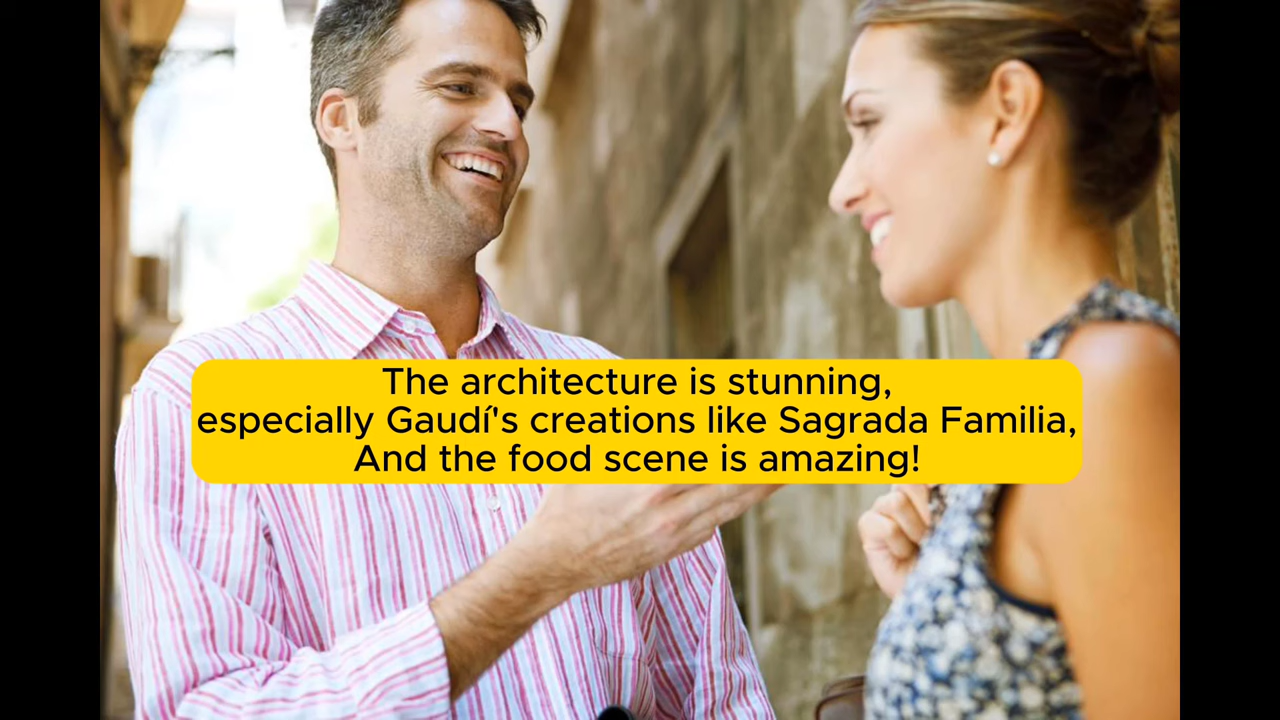 The architecture is stunning,
especially Gaudí's creations like Sagrada Familia,
And the food scene is amazing!